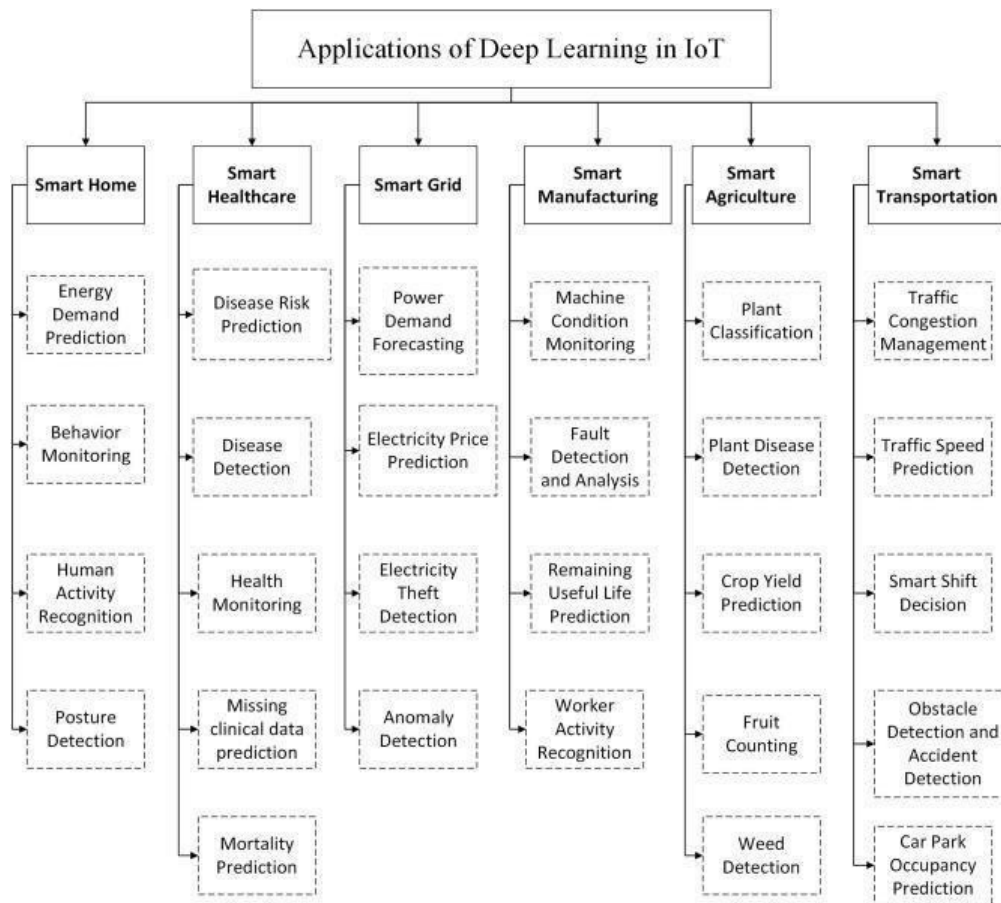 Applications of Deep Learning in IoT
Smart Home
Energy
Demand
Prediction
Behavior
Monitoring
Human
Activity
Recognition
Posture
Detection
Smart
Healthcare
Disease Risk
Prediction
Disease
Detection
Health
Monitoring
Missing
clinical data
prediction
Mortality
Prediction
Smart Grid
Power
Demand
Forecasting
Electricity Price
Prediction
Electricity
Theft
Detection
Anomaly
Detection
Smart
Manufacturing
Machine
Condition
Monitoring
Fault
Detection
and Analysis
Remaining
Useful Life
Prediction
Worker
Activity
Recognition
Smart
Agriculture
Plant
Classification
Plant Disease
Detection
Crop Yield
Prediction
Fruit
Counting
Weed
Detection
Smart
Transportation
Traffic
Congestion
Management
Traffic Speed
Prediction
Smart Shift
Decision
Obstacle
Detection and
Accident
Detection
Car Park
Occupancy
Prediction